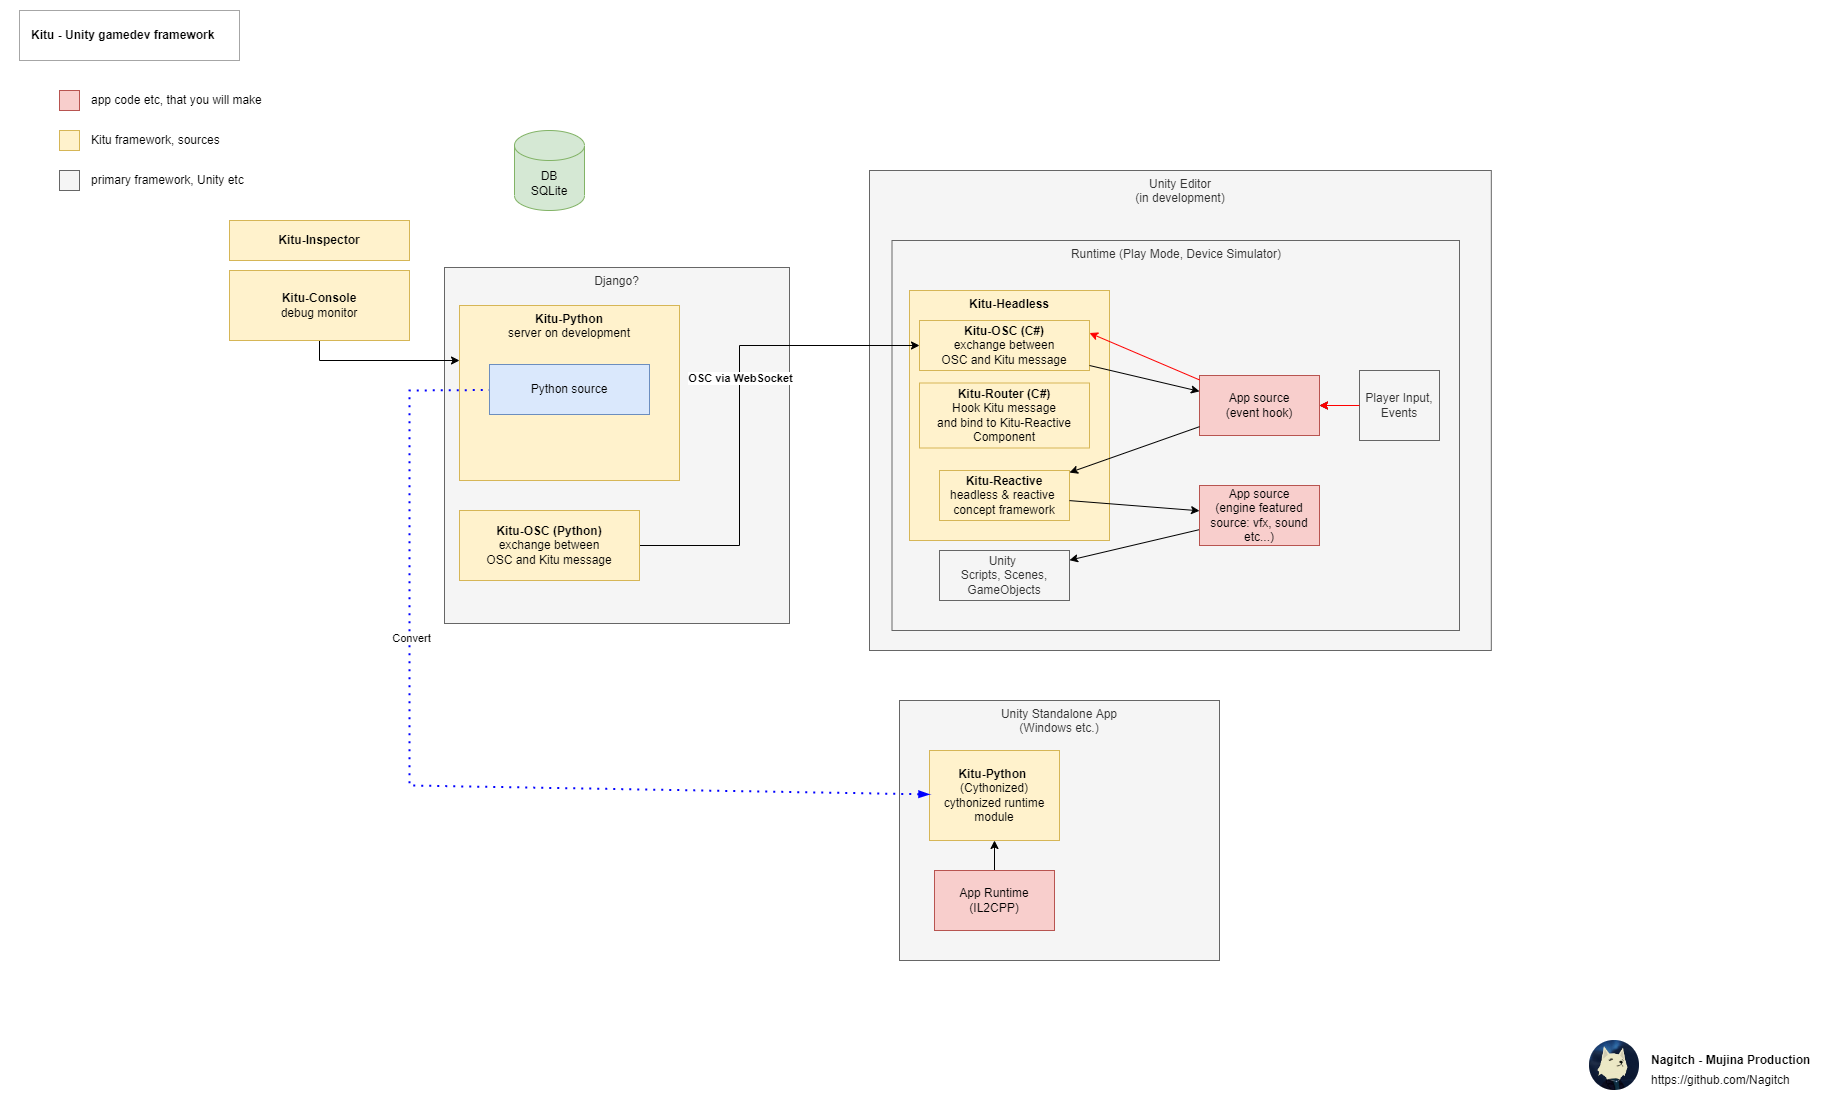 Kitu - Unity gamedev framework
app code etc, that you will make
Kitu framework, sources
primary framework, Unity etc
DB
SQLite
Kitu-Inspector
Kitu-Console
debug monitor
Django?
Kitu-Python
server on development
Python source
Kitu-OSC (Python)
exchange between
OSC and Kitu message
OSC via WebSocket
Convert
Unity Editor
(in development)
Runtime (Play Mode, Device Simulator)
Kitu-Headless
Kitu-OSC (C#)
exchange between
OSC and Kitu message
Kitu-Router (C#)
Hook Kitu message
and bind to Kitu-Reactive
Component
Kitu-Reactive
headless & reactive
concept framework
Unity
Scripts, Scenes,
GameObjects
App source
(event hook)
Player Input,
Events
App source
(engine featured
source: vfx, sound
etc...)
Unity Standalone App
(Windows etc.)
Kitu-Python
(Cythonized)
cythonized runtime
module
App Runtime
(IL2CPP)
Nagitch - Mujina Production
https://github.com/Nagitch